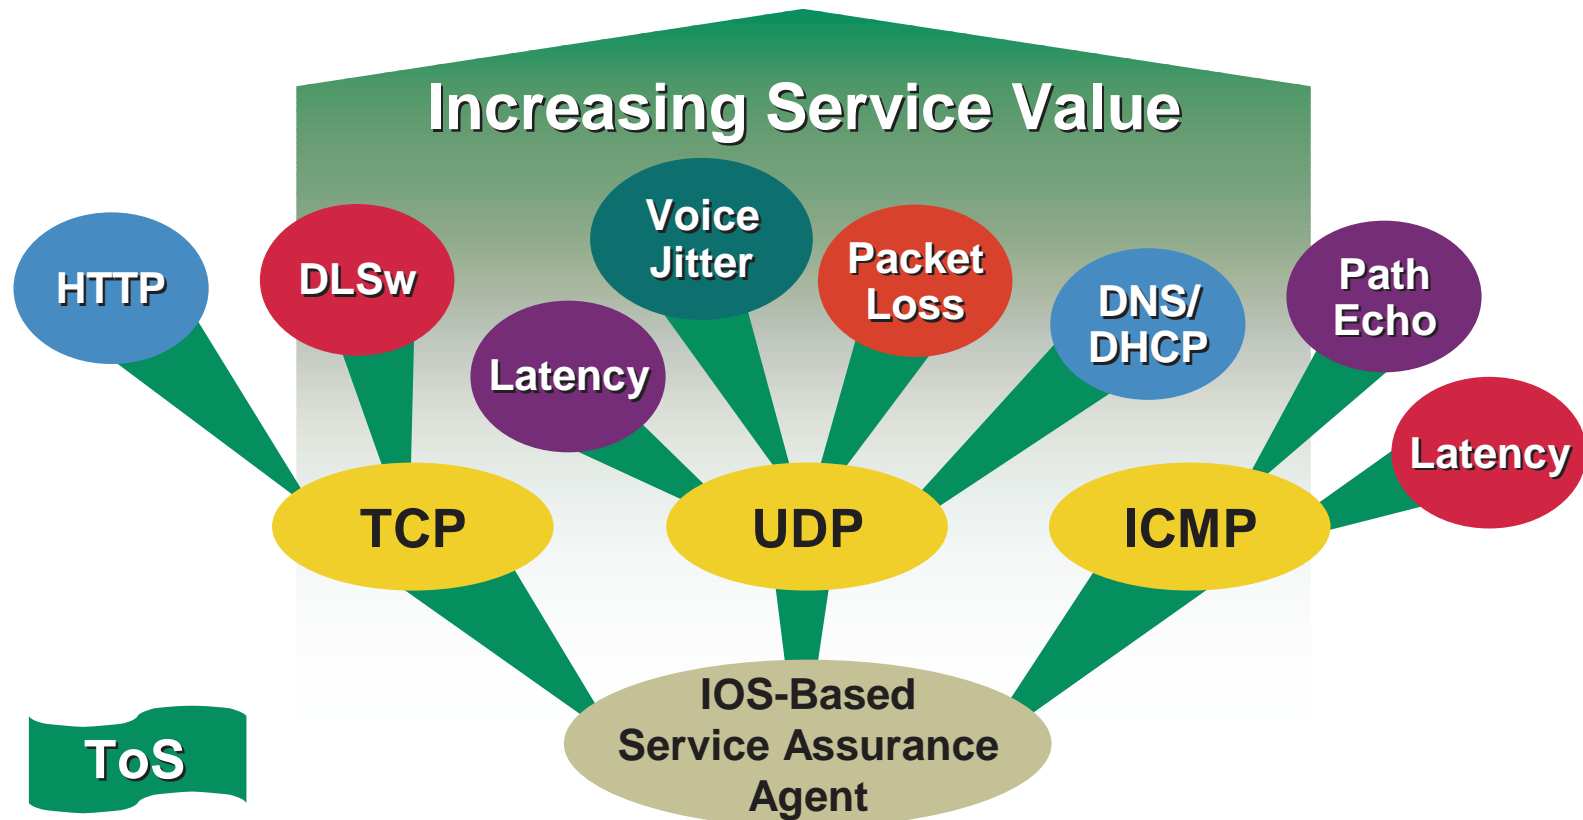 Increasing Service Value
HTTP
DLSw
Voice
Jitter
Packet
Loss
DNS/
DHCP
Path
Echo
Latency
Latency
TCP
UDP
ICMP
IOS-Based
Service Assurance
Agent
ToS